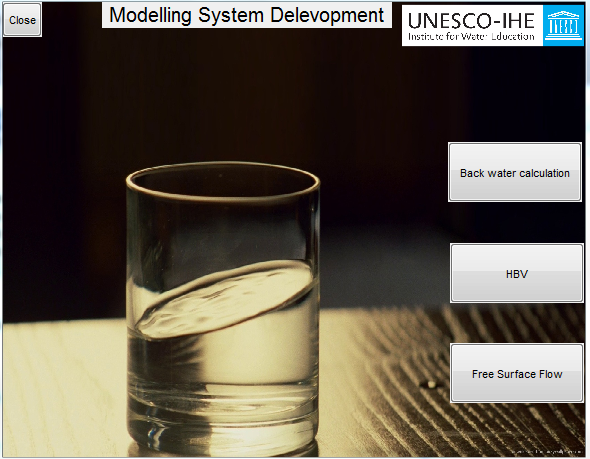 Close
Modelling System Delevopment
UNESCO-IHE
Institute for Water Education
Back water calculation
HBV
Free Surface Flow